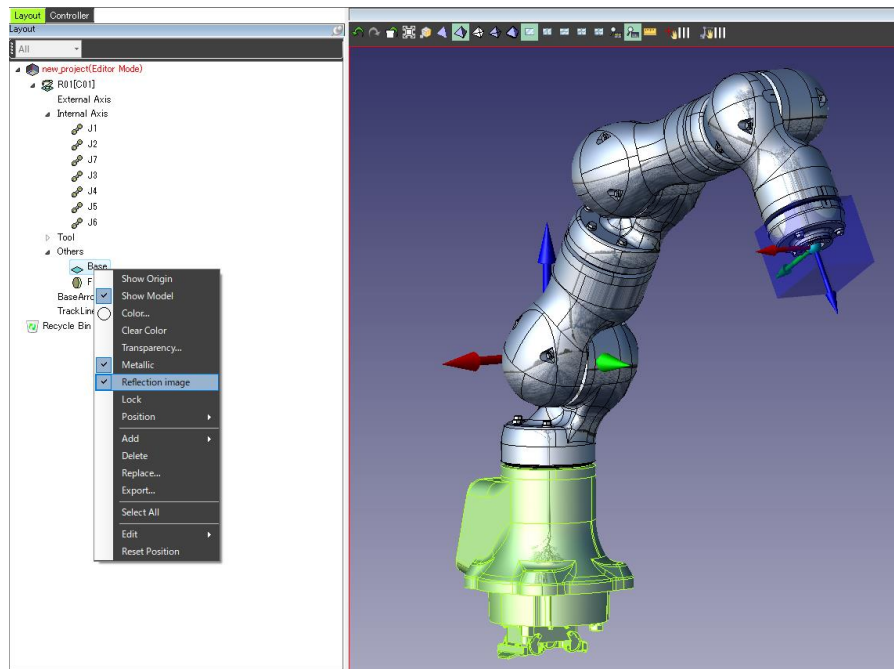 Layout Controller
Layout
All
new_project(Editor Mode)
R01[C01]
External Axis
Internal Axis
J1
J2
J7
J3
J4
J5
J6
Tool
Others
Base
F
BaseArro
TrackLine
Recycle Bin
Show Origin
Show Model
Color...
Clear Color
Transparency...
Metallic
Reflection image
Lock
Position
Add
Delete
Replace...
Export...
Select All
Edit
Reset Position